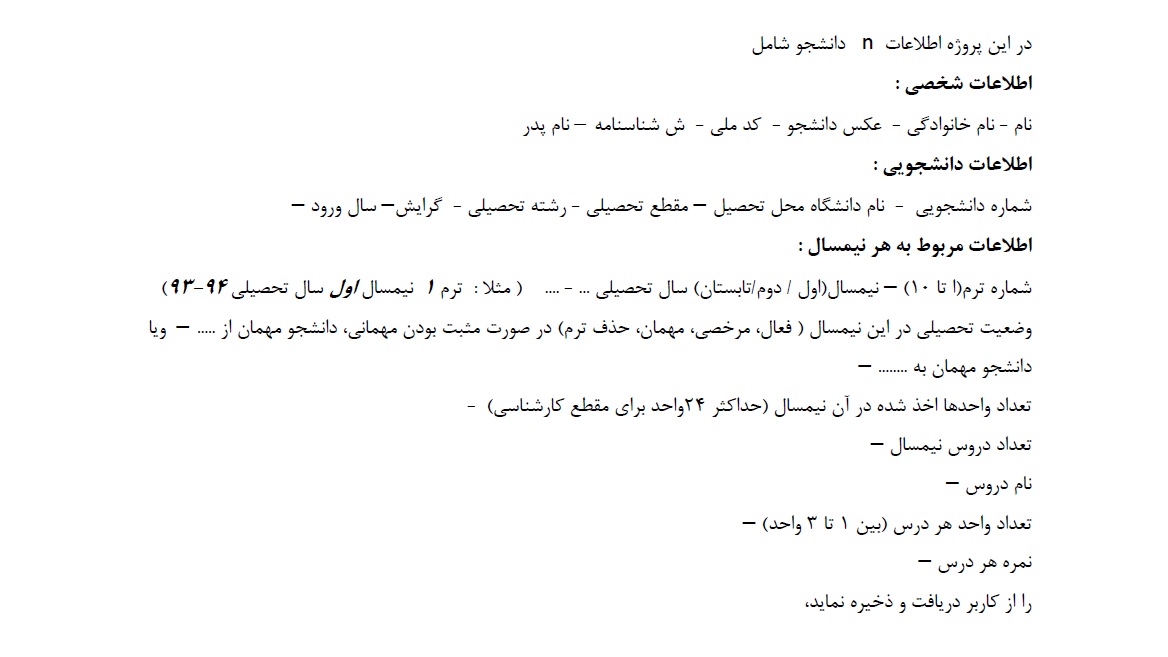 در این پروژه اطلاعات n دانشجو شامل
اطلاعات شخصی :
نام - نام خانوادگی - عکس دانشجو - کد ملی - ش شناسنامه – نام پدر
اطلاعات دانشجویی :
شماره دانشجویی - نام دانشگاه محل تحصیل – مقطع تحصیلی - رشته تحصیلی - گرایش– سال ورود –
اطلاعات مربوط به هر نیمسال :
شماره ترم(۱ تا ۱۰) – نیمسال(اول / دوم/تابستان) سال تحصیلی ... - .... ( مثلا : ترم ۱ نیمسال اول سال تحصیلی ۹۴-۹۳)
وضعیت تحصیلی در این نیمسال ( فعال، مرخصی، مهمان، حذف ترم) در صورت مثبت بودن مهمانی، دانشجو مهمان از ..... – ویا
دانشجو مهمان به ........ –
تعداد واحدها اخذ شده در آن نیمسال (حداکثر ۲۴واحد برای مقطع کارشناسی) -
تعداد دروس نیمسال –
نام دروس –
تعداد واحد هر درس (بین ۱ تا ۳ واحد) –
نمره هر درس –
را از کاربر دریافت و ذخیره نماید،